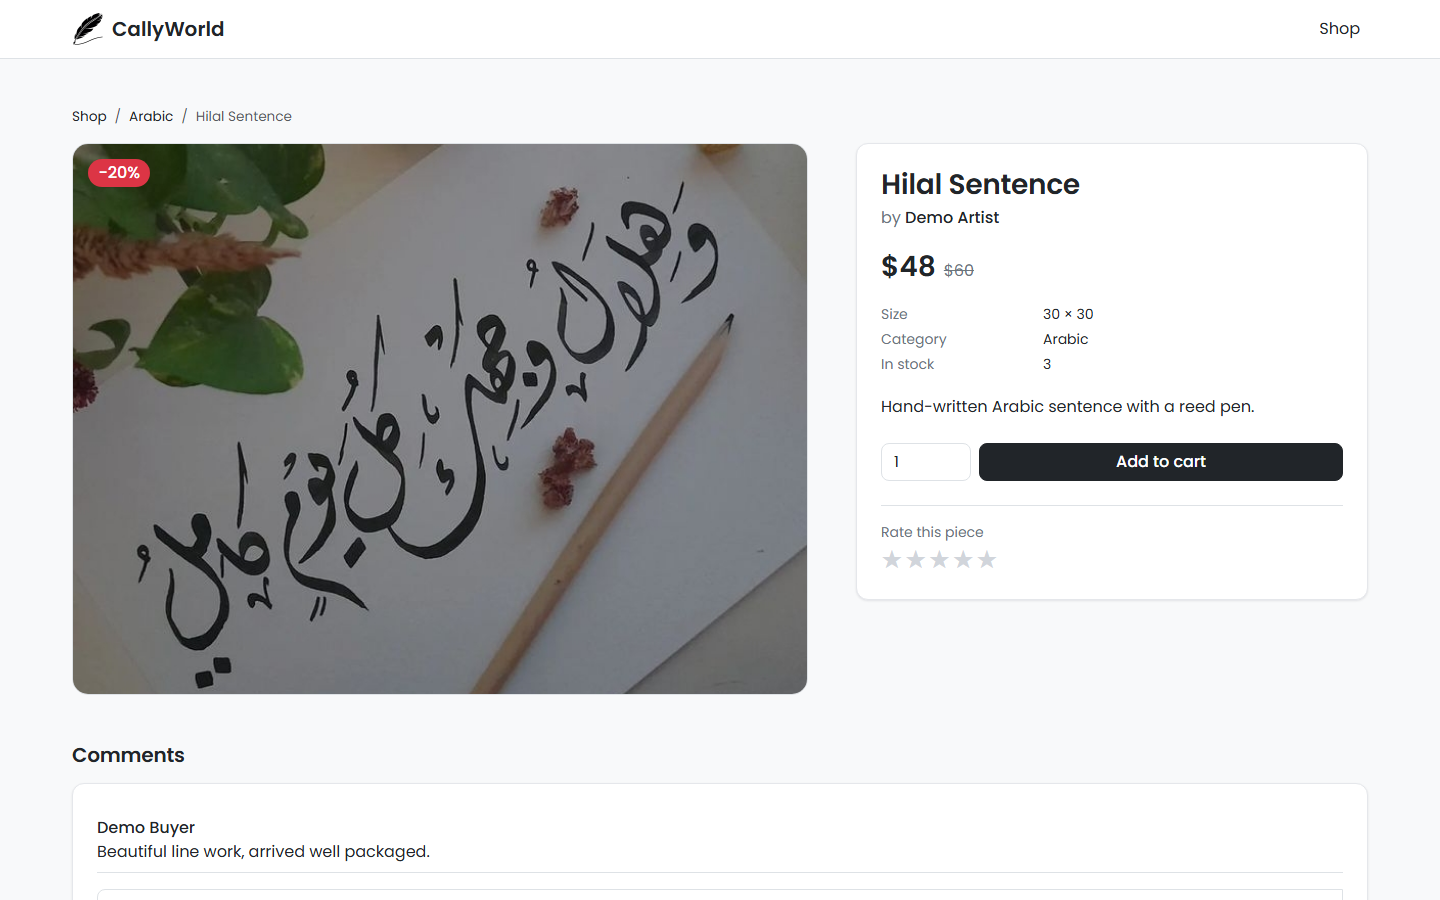 CallyWorld
Shop
Shop / Arabic / Hilal Sentence
-20%
وَهِلَالُ وَجْهِكَ كُلَّ يَوْمٍ كَامِلُ
Hilal Sentence
by Demo Artist
$48 $60
Size 30 × 30
Category Arabic
In stock 3
Hand-written Arabic sentence with a reed pen.
1 Add to cart
Rate this piece
★★★★★
Comments
Demo Buyer
Beautiful line work, arrived well packaged.